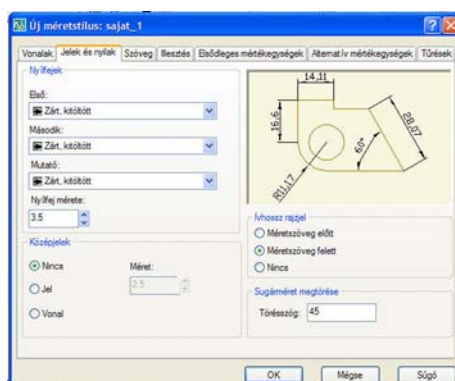 Új méretstílus: sajat_1
Vonalak Jelek és nyilak Szöveg Illesztés Elsődleges mértékegységek Alternatív mértékegységek Tűrések
Nyílfejek
Első:
Zárt, kitöltött
Második:
Zárt, kitöltött
Mutató:
Zárt, kitöltött
Nyílfej mérete:
3.5
Középjelek
Nincs
Méret:
2.5
Jel
Vonal
14,11
16,6
28,07
60°
R11,17
Ívhossz rajzjel
Méretszöveg előtt
Méretszöveg felett
Nincs
Sugárméret megtörése
Törésszög:
45
OK Mégse Súgó